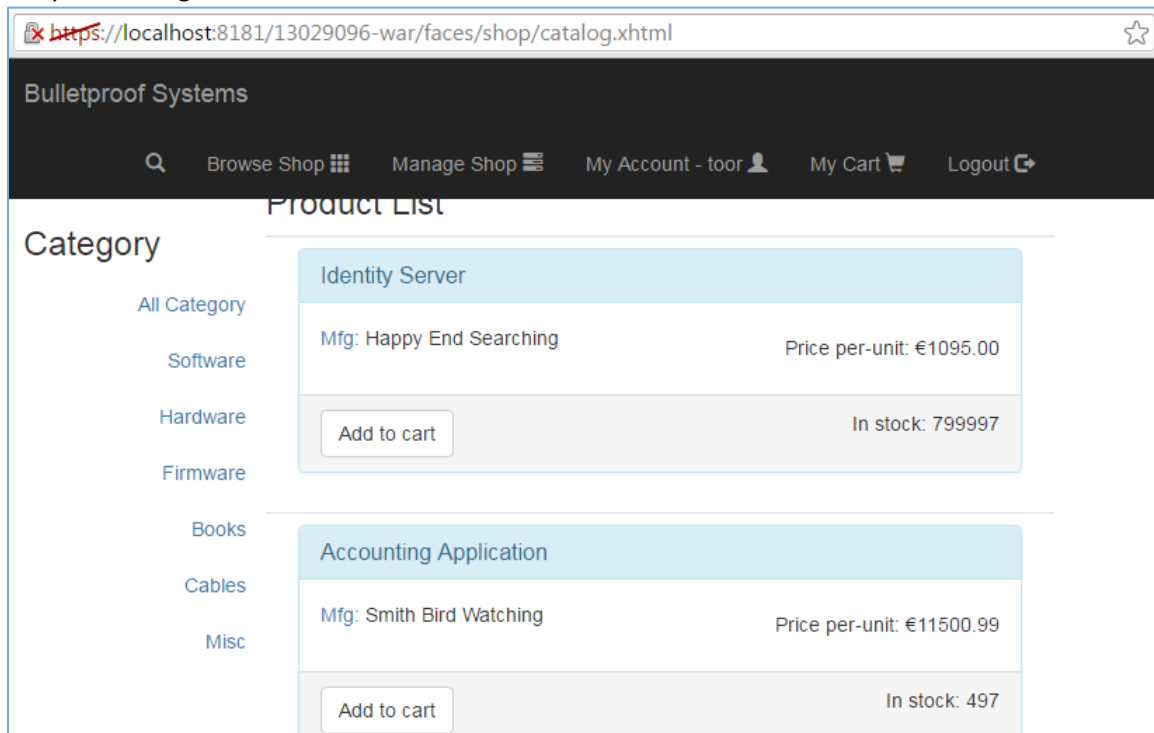 https://localhost:8181/13029096-war/faces/shop/catalog.xhtml
Bulletproof Systems
Browse Shop Manage Shop My Account - toor My Cart Logout
Product List
Category
All Category
Software
Hardware
Firmware
Books
Cables
Misc
Identity Server
Mfg: Happy End Searching
Price per-unit: €1095.00
Add to cart
In stock: 799997
Accounting Application
Mfg: Smith Bird Watching
Price per-unit: €11500.99
Add to cart
In stock: 497